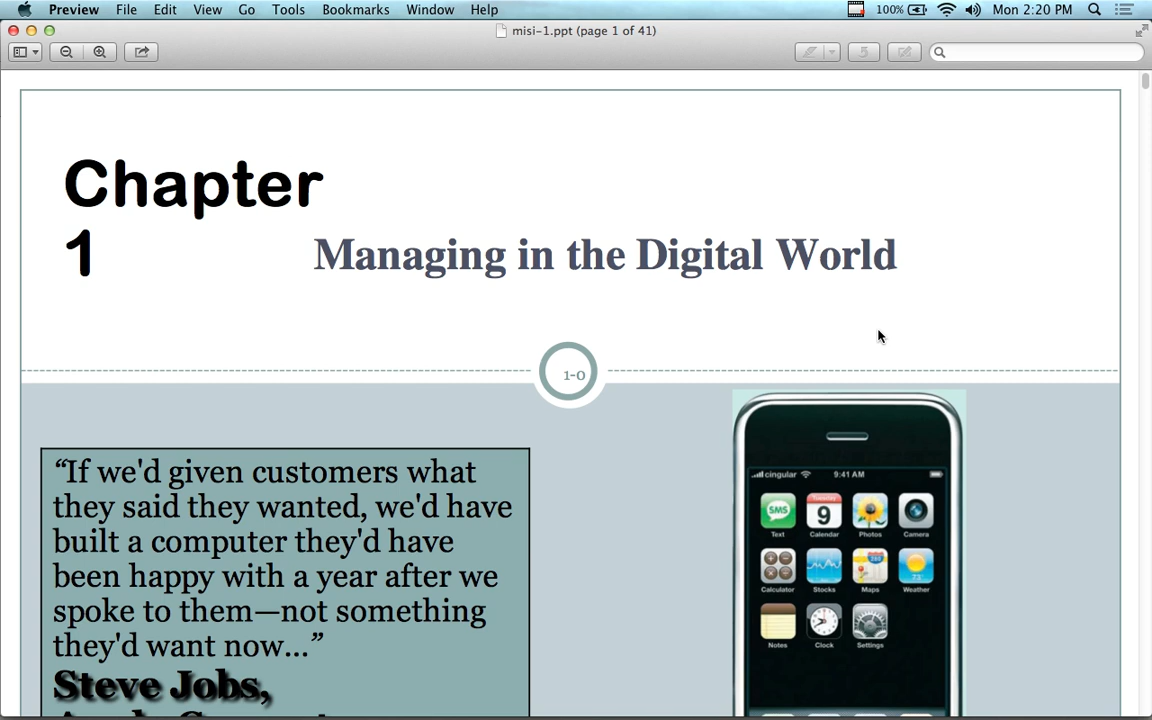 Preview File Edit View Go Tools Bookmarks Window Help 100% Mon 2:20 PM
misi-1.ppt (page 1 of 41)
Chapter
1
Managing in the Digital World
1-0
“If we'd given customers what
they said they wanted, we'd have
built a computer they'd have
been happy with a year after we
spoke to them—not something
they'd want now...”
Steve Jobs,
cingular 9:41 AM
SMS Tuesday 9
Text Calendar Photos Camera
280 73°
Calculator Stocks Maps Weather
Notes Clock Settings